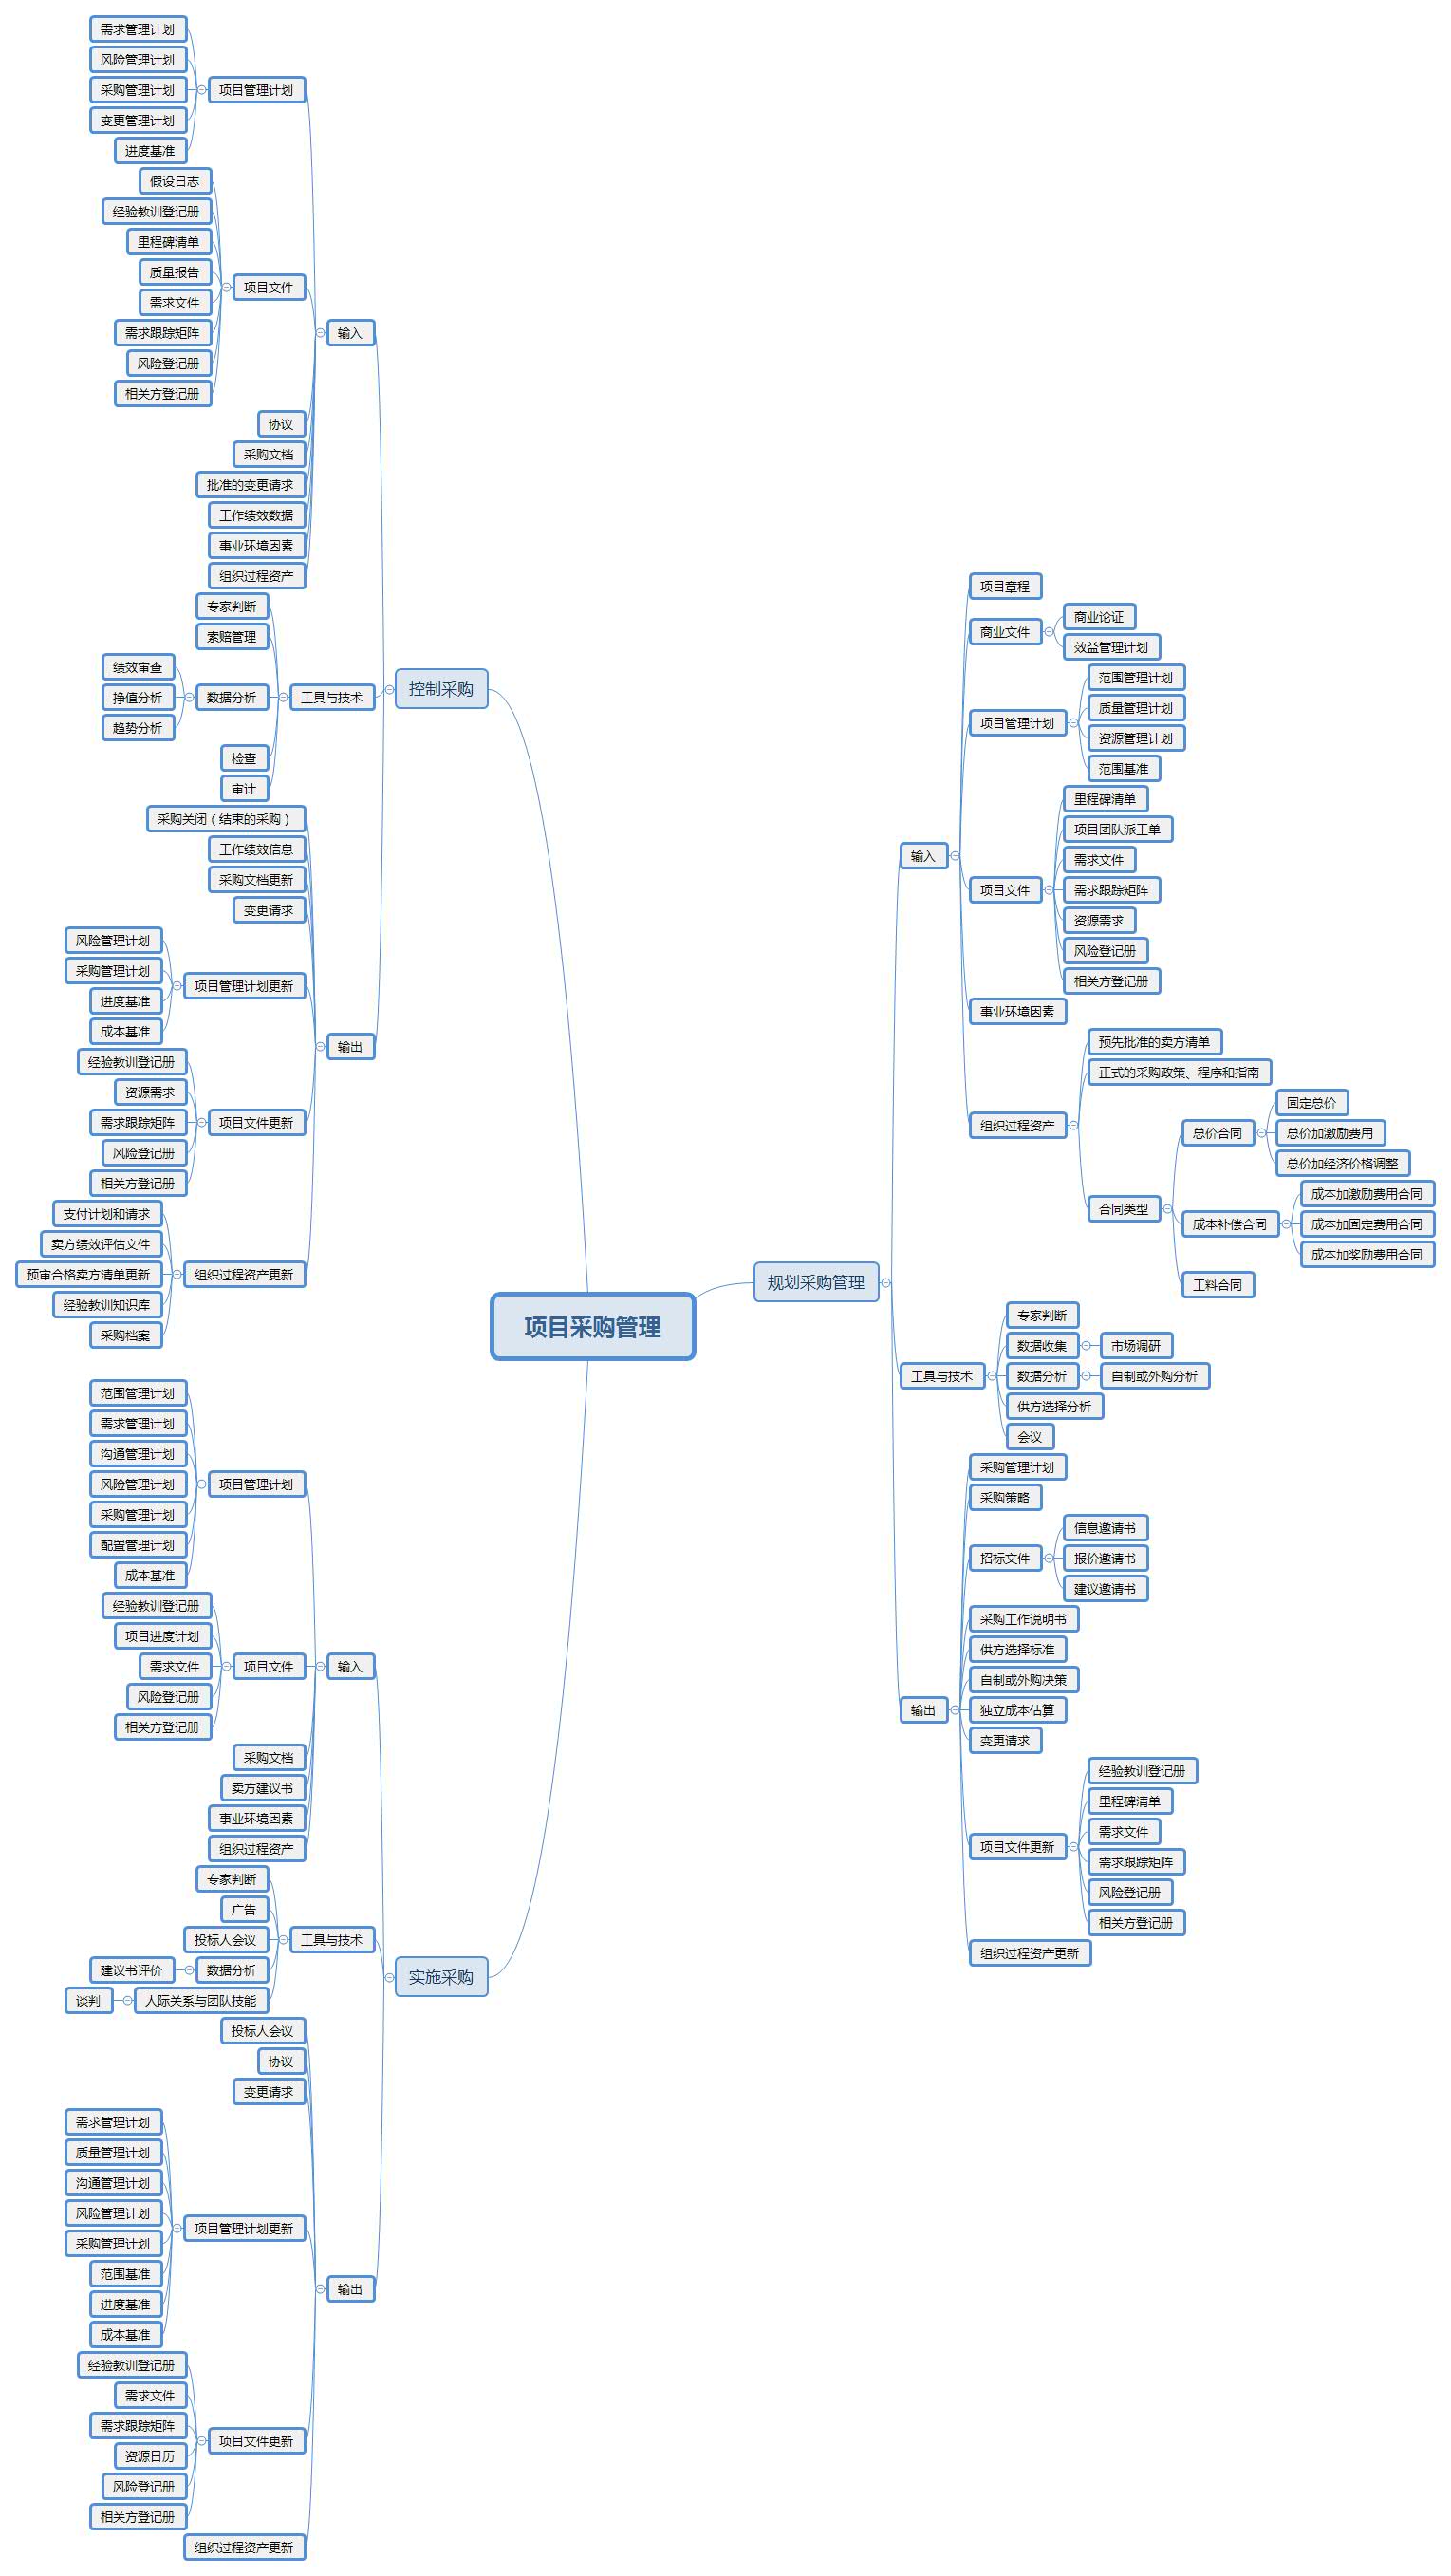 项目采购管理
规划采购管理
输入
项目章程
商业文件
商业论证
效益管理计划
项目管理计划
范围管理计划
质量管理计划
资源管理计划
范围基准
项目文件
里程碑清单
项目团队派工单
需求文件
需求跟踪矩阵
资源需求
风险登记册
相关方登记册
事业环境因素
组织过程资产
预先批准的卖方清单
正式的采购政策、程序和指南
合同类型
总价合同
固定总价
总价加激励费用
总价加经济价格调整
成本补偿合同
成本加激励费用合同
成本加固定费用合同
成本加奖励费用合同
工料合同
工具与技术
专家判断
数据收集
市场调研
数据分析
自制或外购分析
供方选择分析
会议
输出
采购管理计划
采购策略
招标文件
信息邀请书
报价邀请书
建议邀请书
采购工作说明书
供方选择标准
自制或外购决策
独立成本估算
变更请求
项目文件更新
经验教训登记册
里程碑清单
需求文件
需求跟踪矩阵
风险登记册
相关方登记册
组织过程资产更新
实施采购
输入
项目管理计划
范围管理计划
需求管理计划
沟通管理计划
风险管理计划
采购管理计划
配置管理计划
成本基准
项目文件
经验教训登记册
项目进度计划
需求文件
风险登记册
相关方登记册
采购文档
卖方建议书
事业环境因素
组织过程资产
工具与技术
专家判断
广告
投标人会议
数据分析
建议书评价
人际关系与团队技能
谈判
输出
投标人会议
协议
变更请求
项目管理计划更新
需求管理计划
质量管理计划
沟通管理计划
风险管理计划
采购管理计划
范围基准
进度基准
成本基准
项目文件更新
经验教训登记册
需求文件
需求跟踪矩阵
资源日历
风险登记册
相关方登记册
组织过程资产更新
控制采购
输入
项目管理计划
需求管理计划
风险管理计划
采购管理计划
变更管理计划
进度基准
项目文件
假设日志
经验教训登记册
里程碑清单
质量报告
需求文件
需求跟踪矩阵
风险登记册
相关方登记册
协议
采购文档
批准的变更请求
工作绩效数据
事业环境因素
组织过程资产
工具与技术
专家判断
索赔管理
数据分析
绩效审查
挣值分析
趋势分析
检查
审计
输出
采购关闭（结束的采购）
工作绩效信息
采购文档更新
变更请求
项目管理计划更新
风险管理计划
采购管理计划
进度基准
成本基准
项目文件更新
经验教训登记册
资源需求
需求跟踪矩阵
风险登记册
相关方登记册
组织过程资产更新
支付计划和请求
卖方绩效评估文件
预审合格卖方清单更新
经验教训知识库
采购档案